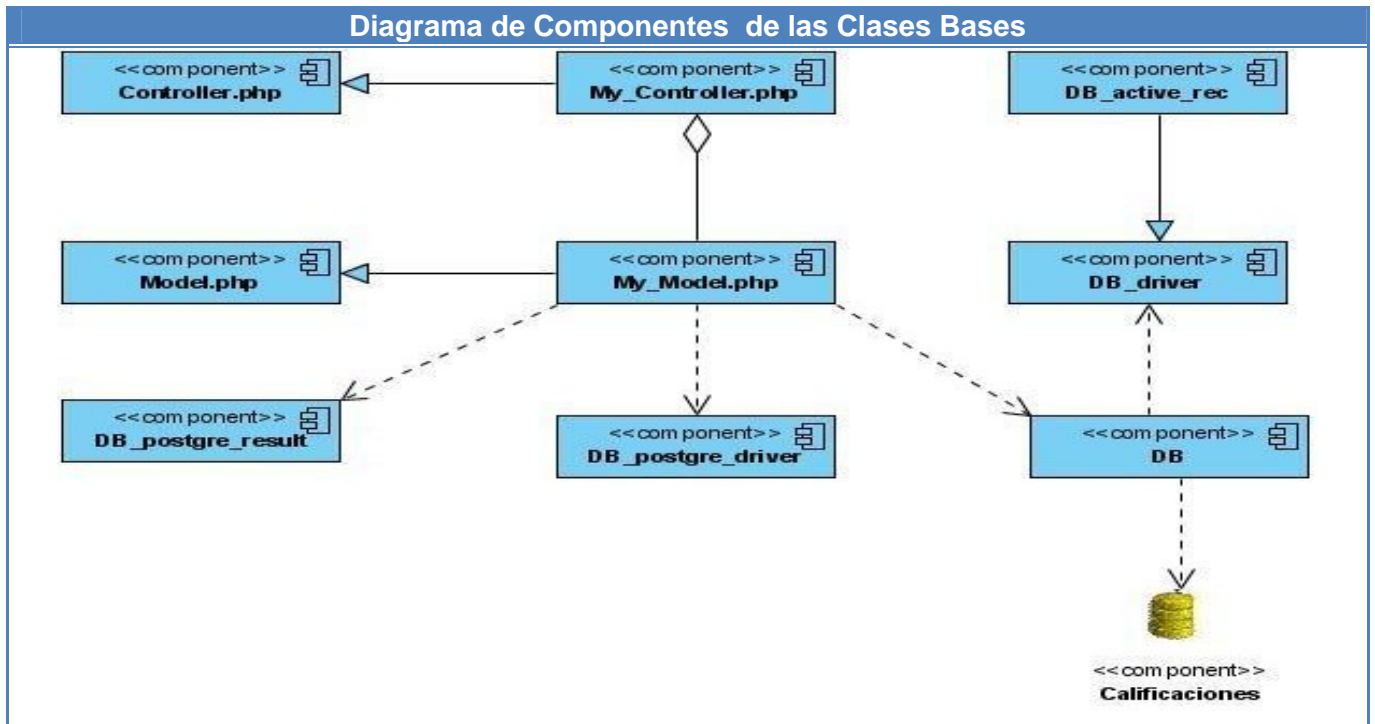 Diagrama de Componentes de las Clases Bases
<<component>>
Controller.php
<<component>>
My_Controller.php
<<component>>
DB_active_rec
<<component>>
Model.php
<<component>>
My_Model.php
<<component>>
DB_driver
<<component>>
DB_postgre_result
<<component>>
DB_postgre_driver
<<component>>
DB
<<component>>
Calificaciones